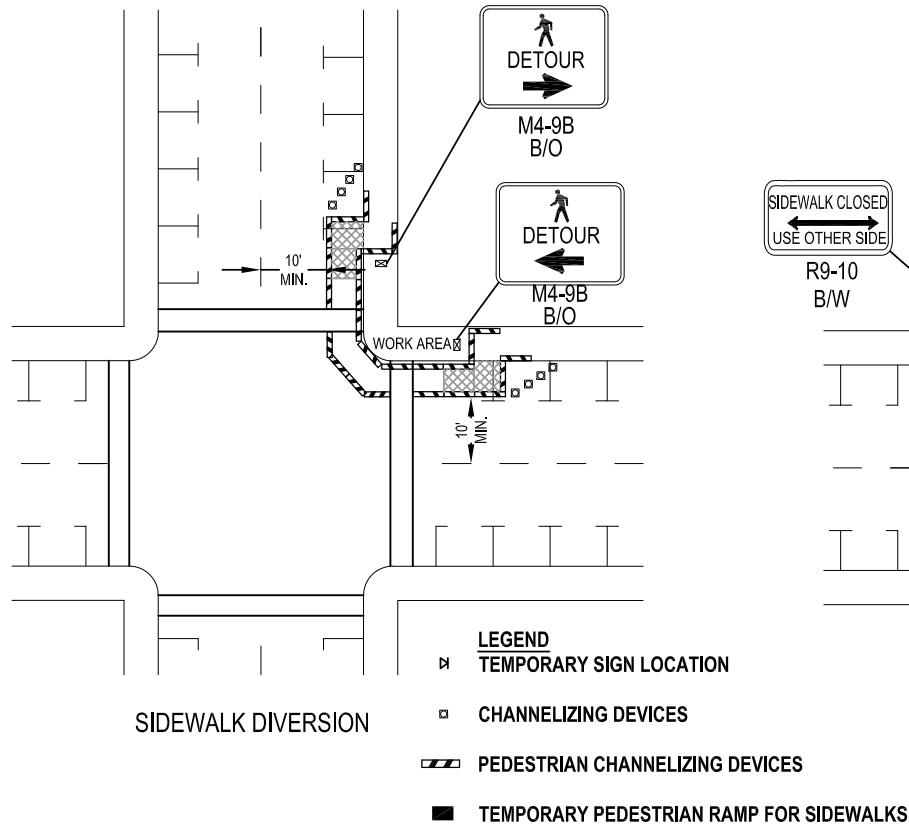 DETOUR
M4-9B
B/O
DETOUR
M4-9B
B/O
SIDEWALK CLOSED
USE OTHER SIDE
R9-10
B/W
10'
MIN.
WORK AREA
10'
MIN.
SIDEWALK DIVERSION
LEGEND
TEMPORARY SIGN LOCATION
CHANNELIZING DEVICES
PEDESTRIAN CHANNELIZING DEVICES
TEMPORARY PEDESTRIAN RAMP FOR SIDEWALKS